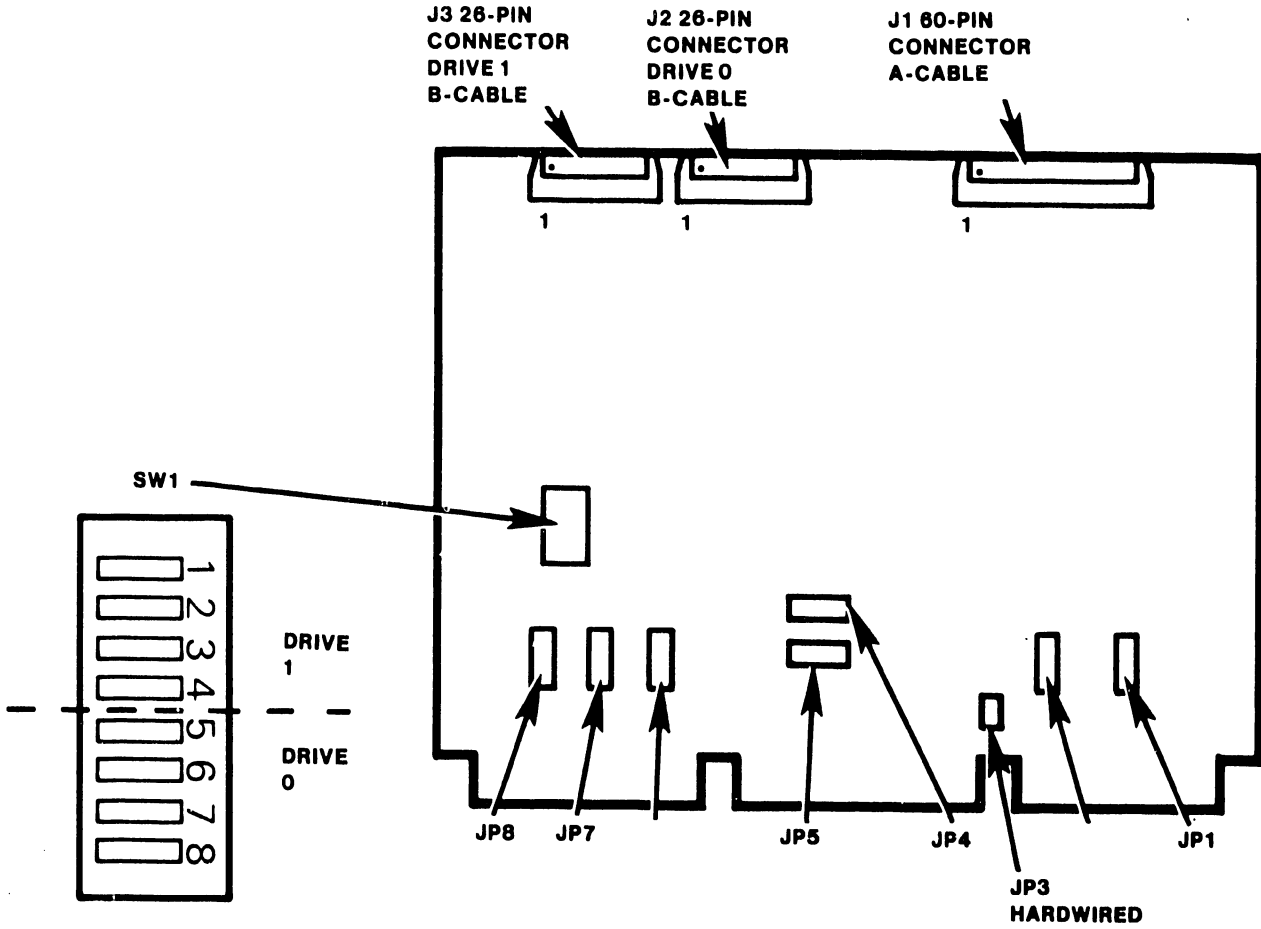 J3 26-PIN
CONNECTOR
DRIVE 1
B-CABLE
J2 26-PIN
CONNECTOR
DRIVE 0
B-CABLE
J1 60-PIN
CONNECTOR
A-CABLE
1
1
1
SW1
1
2
3
4
5
6
7
8
DRIVE
1
DRIVE
0
JP8
JP7
JP5
JP4
JP1
JP3
HARDWIRED